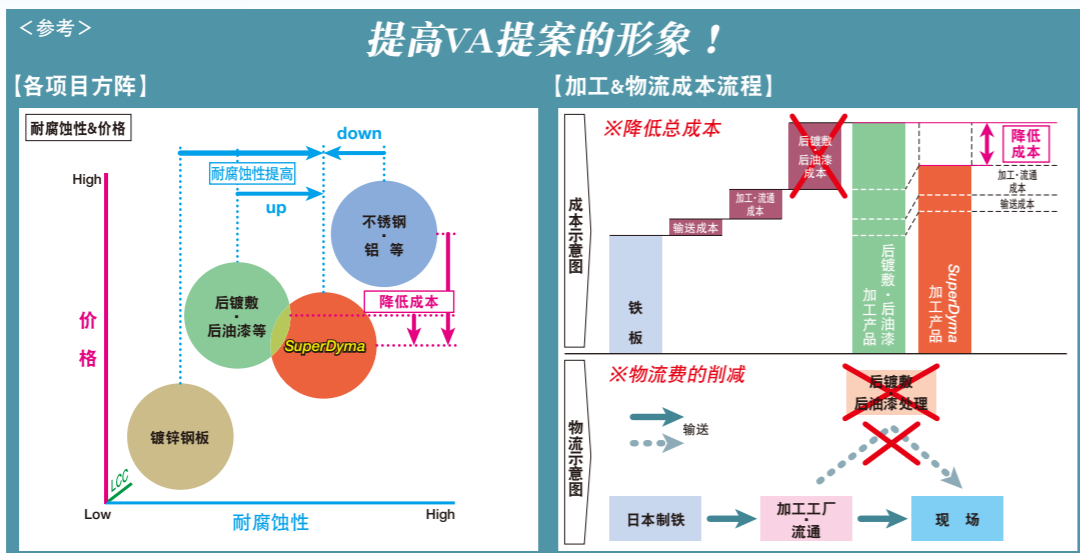 ＜参考＞
提高VA提案的形象！
【各项目方阵】
耐腐蚀性&价格
down
耐腐蚀性提高
up
High
不锈钢
・
铝 等
降低成本
后镀敷
・
后油漆等
SuperDyma
价格
镀锌钢板
LCC
Low
耐腐蚀性
High
【加工&物流成本流程】
成本示意图
※降低总成本
后镀敷
・
后油漆
成本
加工・流通
成本
输送成本
铁板
后镀敷・后油漆
加工产品
SuperDyma
加工产品
降低
成本
加工・流通
成本
输送成本
物流示意图
※物流费的削减
后镀敷
・
后油漆处理
输送
日本制铁
加工工厂
・
流通
现 场